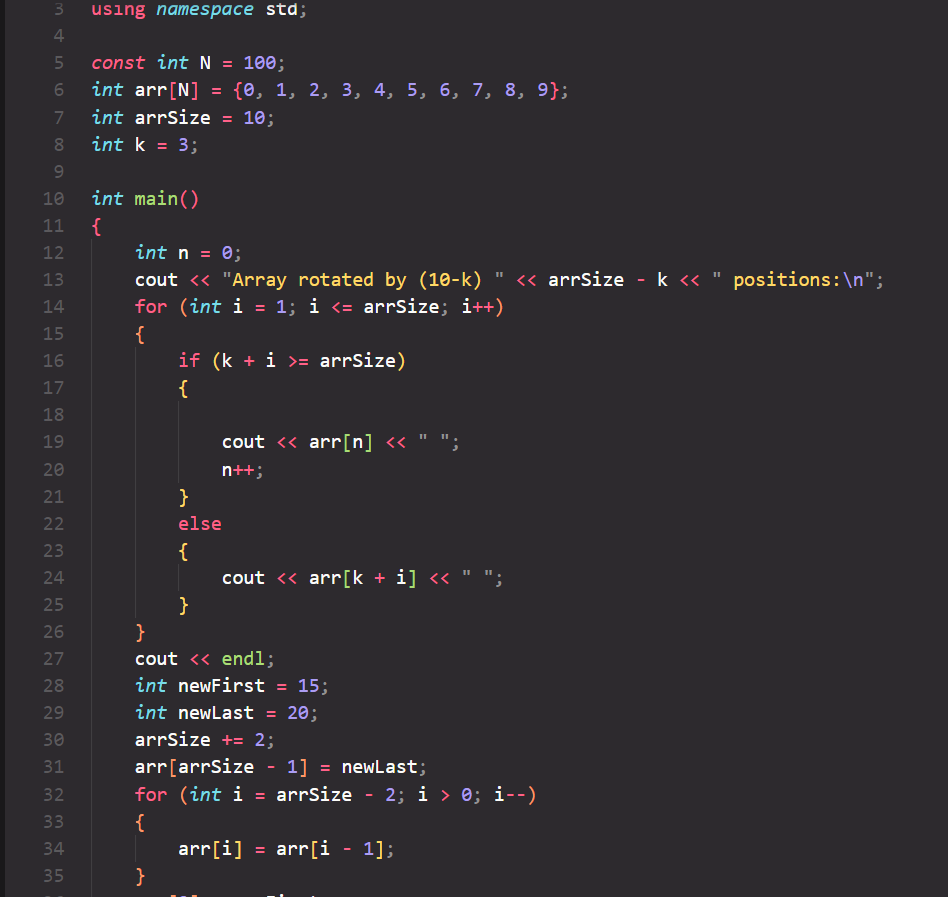 3 using namespace std;
4
5 const int N = 100;
6 int arr[N] = {0, 1, 2, 3, 4, 5, 6, 7, 8, 9};
7 int arrSize = 10;
8 int k = 3;
9
10 int main()
11 {
12     int n = 0;
13     cout << "Array rotated by (10-k) " << arrSize - k << " positions:\n";
14     for (int i = 1; i <= arrSize; i++)
15     {
16         if (k + i >= arrSize)
17         {
18
19             cout << arr[n] << " ";
20             n++;
21         }
22         else
23         {
24             cout << arr[k + i] << " ";
25         }
26     }
27     cout << endl;
28     int newFirst = 15;
29     int newLast = 20;
30     arrSize += 2;
31     arr[arrSize - 1] = newLast;
32     for (int i = arrSize - 2; i > 0; i--)
33     {
34         arr[i] = arr[i - 1];
35     }